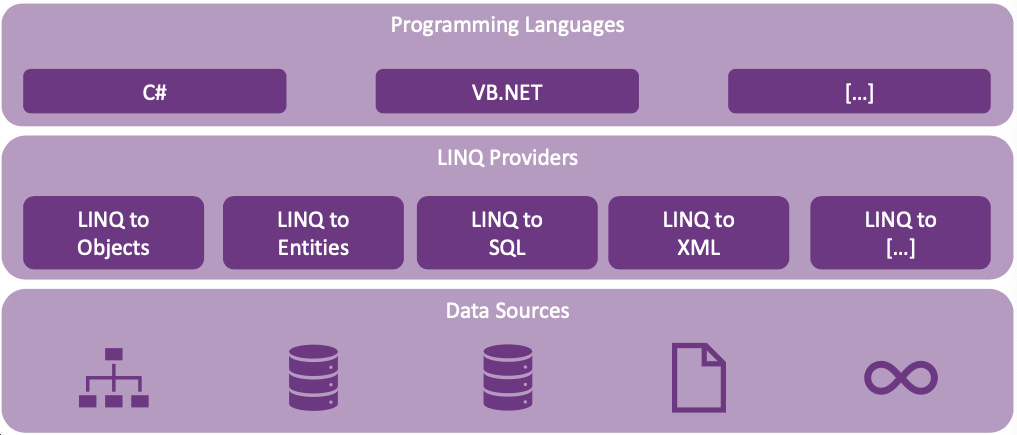 Programming Languages
C#
VB.NET
[...]
LINQ Providers
LINQ to
Objects
LINQ to
Entities
LINQ to
SQL
LINQ to
XML
LINQ to
[...]
Data Sources